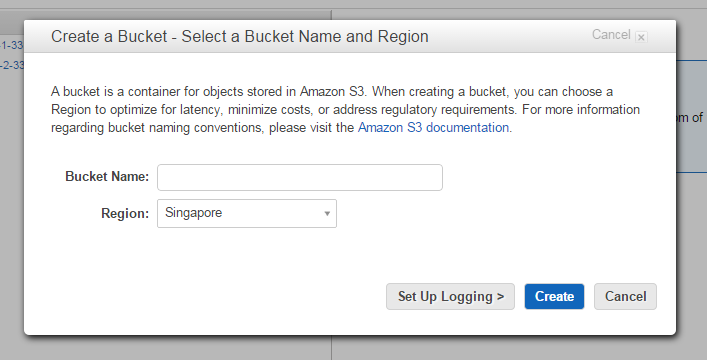 Create a Bucket - Select a Bucket Name and Region
Cancel x
A bucket is a container for objects stored in Amazon S3. When creating a bucket, you can choose a
Region to optimize for latency, minimize costs, or address regulatory requirements. For more information
regarding bucket naming conventions, please visit the Amazon S3 documentation.
Bucket Name:
Region: Singapore
Set Up Logging > Create Cancel
-1-33
-2-33
m of